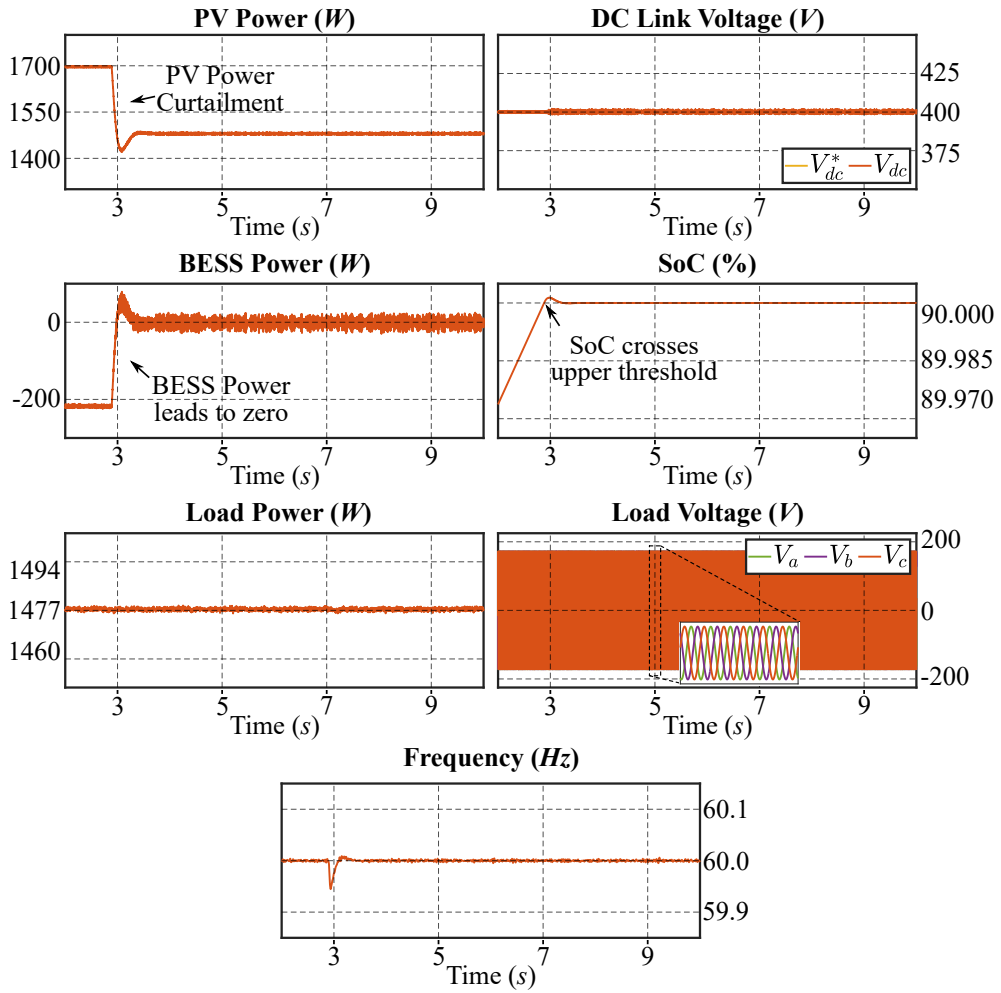 PV Power (W)
1700
1550
1400
PV Power
Curtailment
3 5 7 9
Time (s)
DC Link Voltage (V)
425
400
375
V*dc Vdc
3 5 7 9
Time (s)
BESS Power (W)
0
-200
BESS Power
leads to zero
3 5 7 9
Time (s)
SoC (%)
90.000
89.985
89.970
SoC crosses
upper threshold
3 5 7 9
Time (s)
Load Power (W)
1494
1477
1460
3 5 7 9
Time (s)
Load Voltage (V)
200
0
-200
Va Vb Vc
3 5 7 9
Time (s)
Frequency (Hz)
60.1
60.0
59.9
3 5 7 9
Time (s)